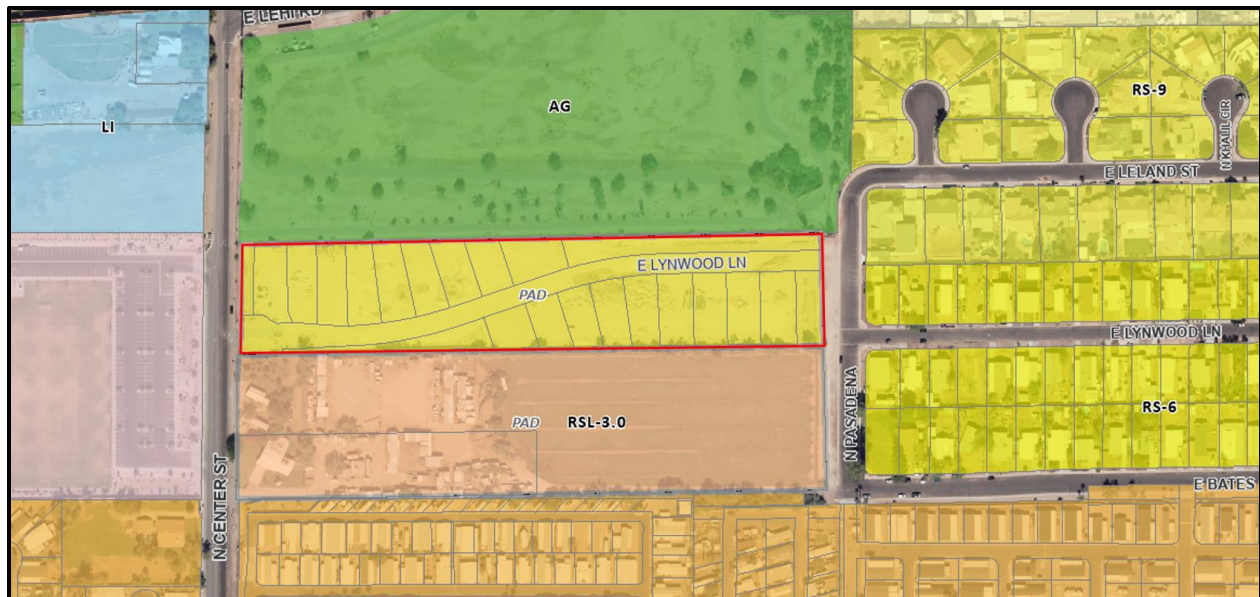 E LEHI RD
AG
RS-9
LI
N KHALIL CIR
E LELAND ST
E LYNWOOD LN
PAD
E LYNWOOD LN
RS-6
PAD
RSL-3.0
N PASADENA
N CENTER ST
E BATES